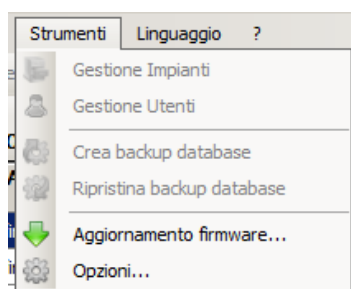 Strumenti Linguaggio ?
Gestione Impianti
Gestione Utenti
Crea backup database
Ripristina backup database
Aggiornamento firmware...
Opzioni...